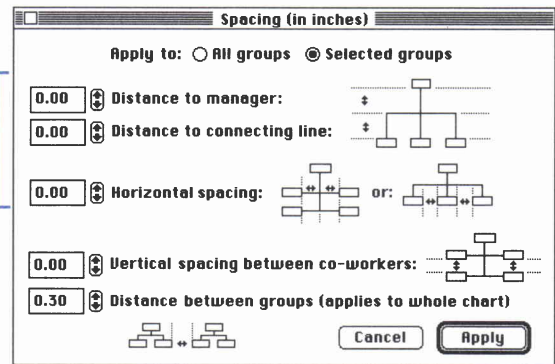 Spacing (in inches)
Apply to: All groups Selected groups
0.00 Distance to manager:
0.00 Distance to connecting line:
0.00 Horizontal spacing: or:
0.00 Vertical spacing between co-workers:
0.30 Distance between groups (applies to whole chart)
Cancel Apply